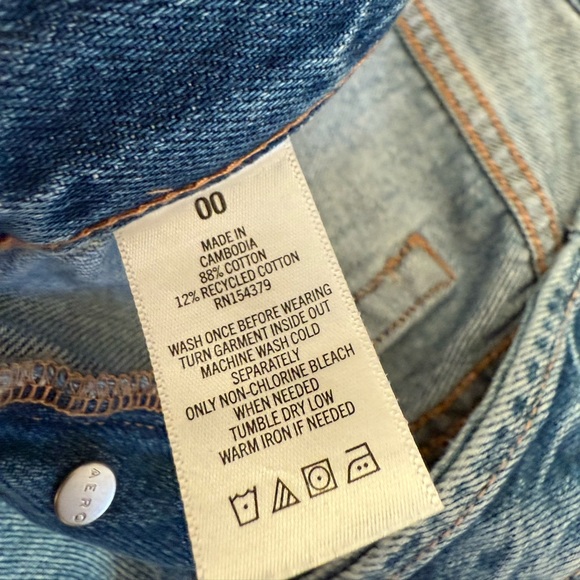 00
MADE IN
CAMBODIA
88% COTTON
12% RECYCLED COTTON
RN154379
WASH ONCE BEFORE WEARING
TURN GARMENT INSIDE OUT
MACHINE WASH COLD
SEPARATELY
ONLY NON-CHLORINE BLEACH
WHEN NEEDED
TUMBLE DRY LOW
WARM IRON IF NEEDED
AERO